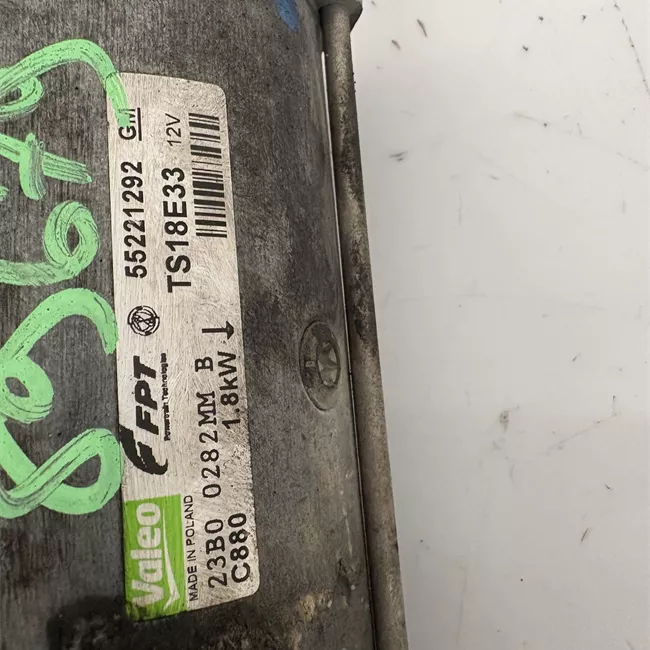 55221292 GM
TS18E33 12V
FPT
Powertrain Technologies
Valeo
MADE IN POLAND
23B0 0282MM B
C880 1.8kW